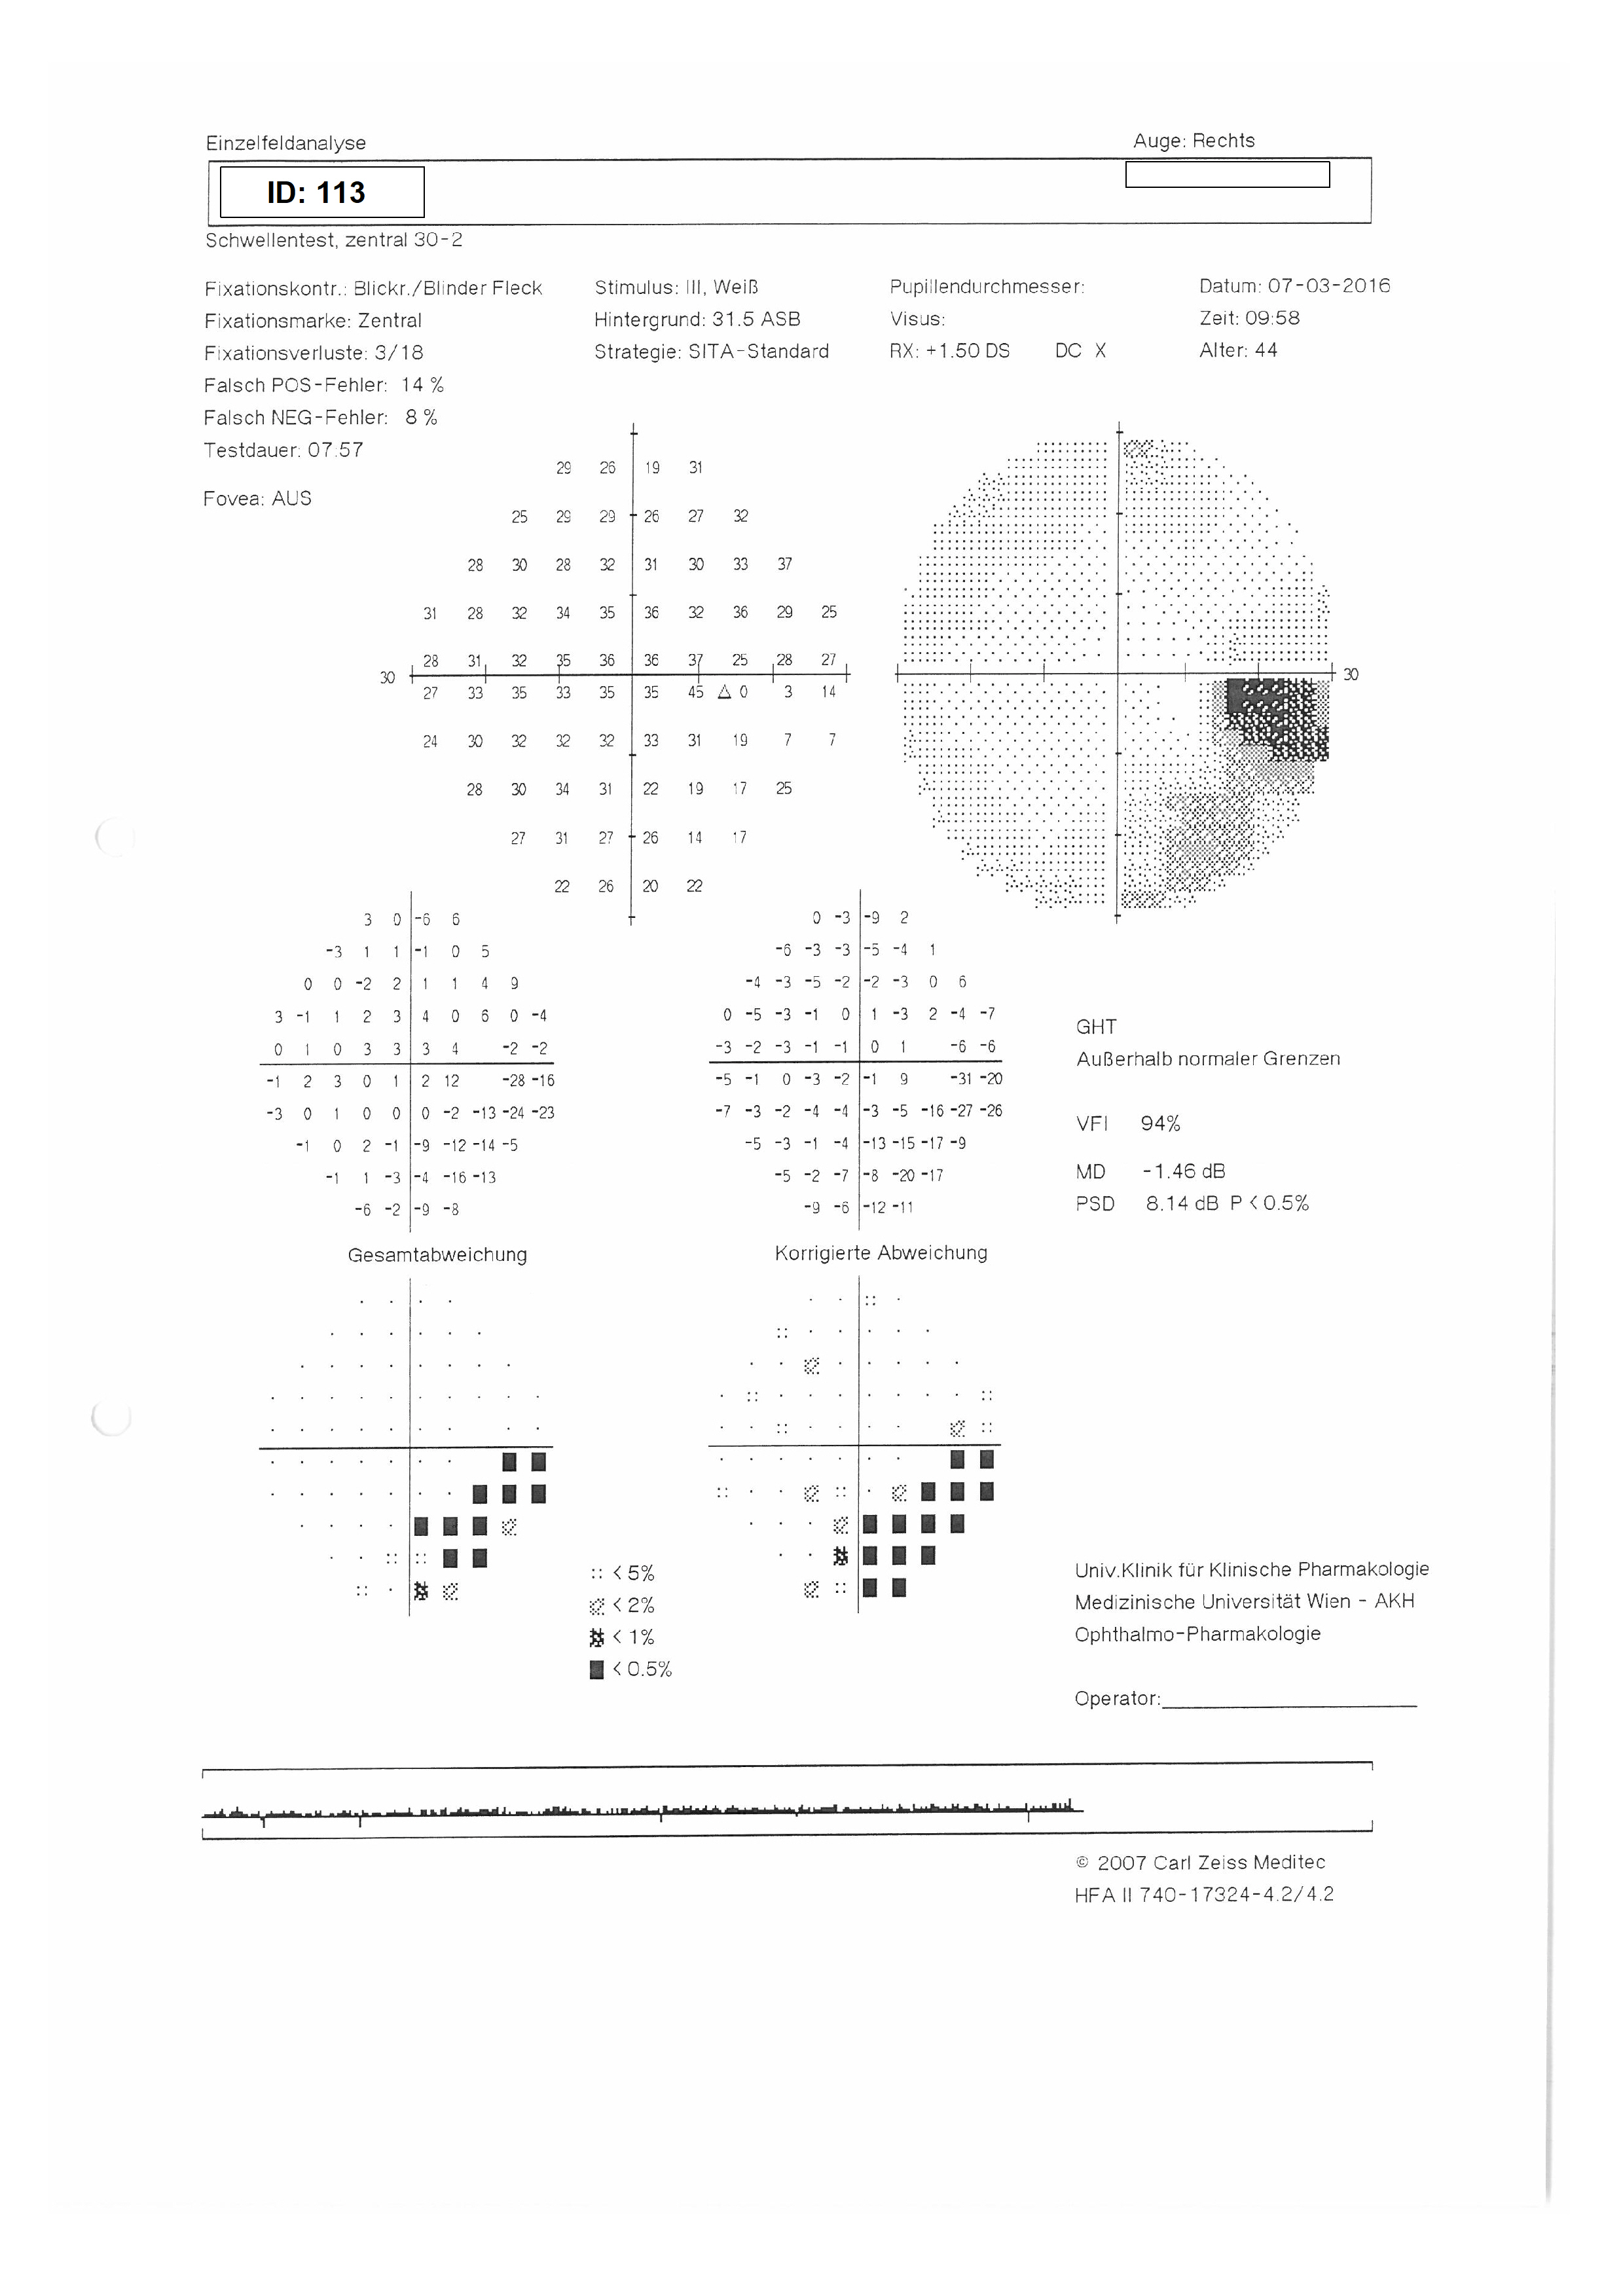 Einzelfeldanalyse
Auge: Rechts
ID: 113
Schwellentest, zentral 30-2
Fixationskontr.: Blickr./Blinder Fleck
Fixationsmarke: Zentral
Fixationsverluste: 3/18
Falsch POS-Fehler: 14 %
Falsch NEG-Fehler: 8 %
Testdauer: 07:57
Fovea: AUS
Stimulus: III, Weiß
Hintergrund: 31.5 ASB
Strategie: SITA-Standard
Pupillendurchmesser:
Visus:
RX: +1.50 DS DC X
Datum: 07-03-2016
Zeit: 09:58
Alter: 44
29 26 19 31
25 29 29 26 27 32
28 30 28 32 31 30 33 37
31 28 32 34 35 36 32 36 29 25
28 31 32 35 36 36 37 25 28 27
30
27 33 35 33 35 35 45 0 3 14
24 30 32 32 32 33 31 19 7 7
28 30 34 31 22 19 17 25
27 31 27 26 14 17
22 26 20 22
30
3 0 -6 6
-3 1 1 -1 0 5
0 0 -2 2 1 1 4 9
3 -1 1 2 3 4 0 6 0 -4
0 1 0 3 3 3 4 -2 -2
-1 2 3 0 1 2 12 -28 -16
-3 0 1 0 0 0 -2 -13 -24 -23
-1 0 2 -1 -9 -12 -14 -5
-1 1 -3 -4 -16 -13
-6 -2 -9 -8
Gesamtabweichung
0 -3 -9 2
-6 -3 -3 -5 -4 1
-4 -3 -5 -2 -2 -3 0 6
0 -5 -3 -1 0 1 -3 2 -4 -7
-3 -2 -3 -1 -1 0 1 -6 -6
-5 -1 0 -3 -2 -1 9 -31 -20
-7 -3 -2 -4 -4 -3 -5 -16 -27 -26
-5 -3 -1 -4 -13 -15 -17 -9
-5 -2 -7 -8 -20 -17
-9 -6 -12 -11
Korrigierte Abweichung
GHT
Außerhalb normaler Grenzen
VFI 94%
MD -1.46 dB
PSD 8.14 dB P < 0.5%
< 5%
< 2%
< 1%
< 0.5%
Univ.Klinik für Klinische Pharmakologie
Medizinische Universität Wien - AKH
Ophthalmo-Pharmakologie
Operator:
© 2007 Carl Zeiss Meditec
HFA II 740-17324-4.2/4.2